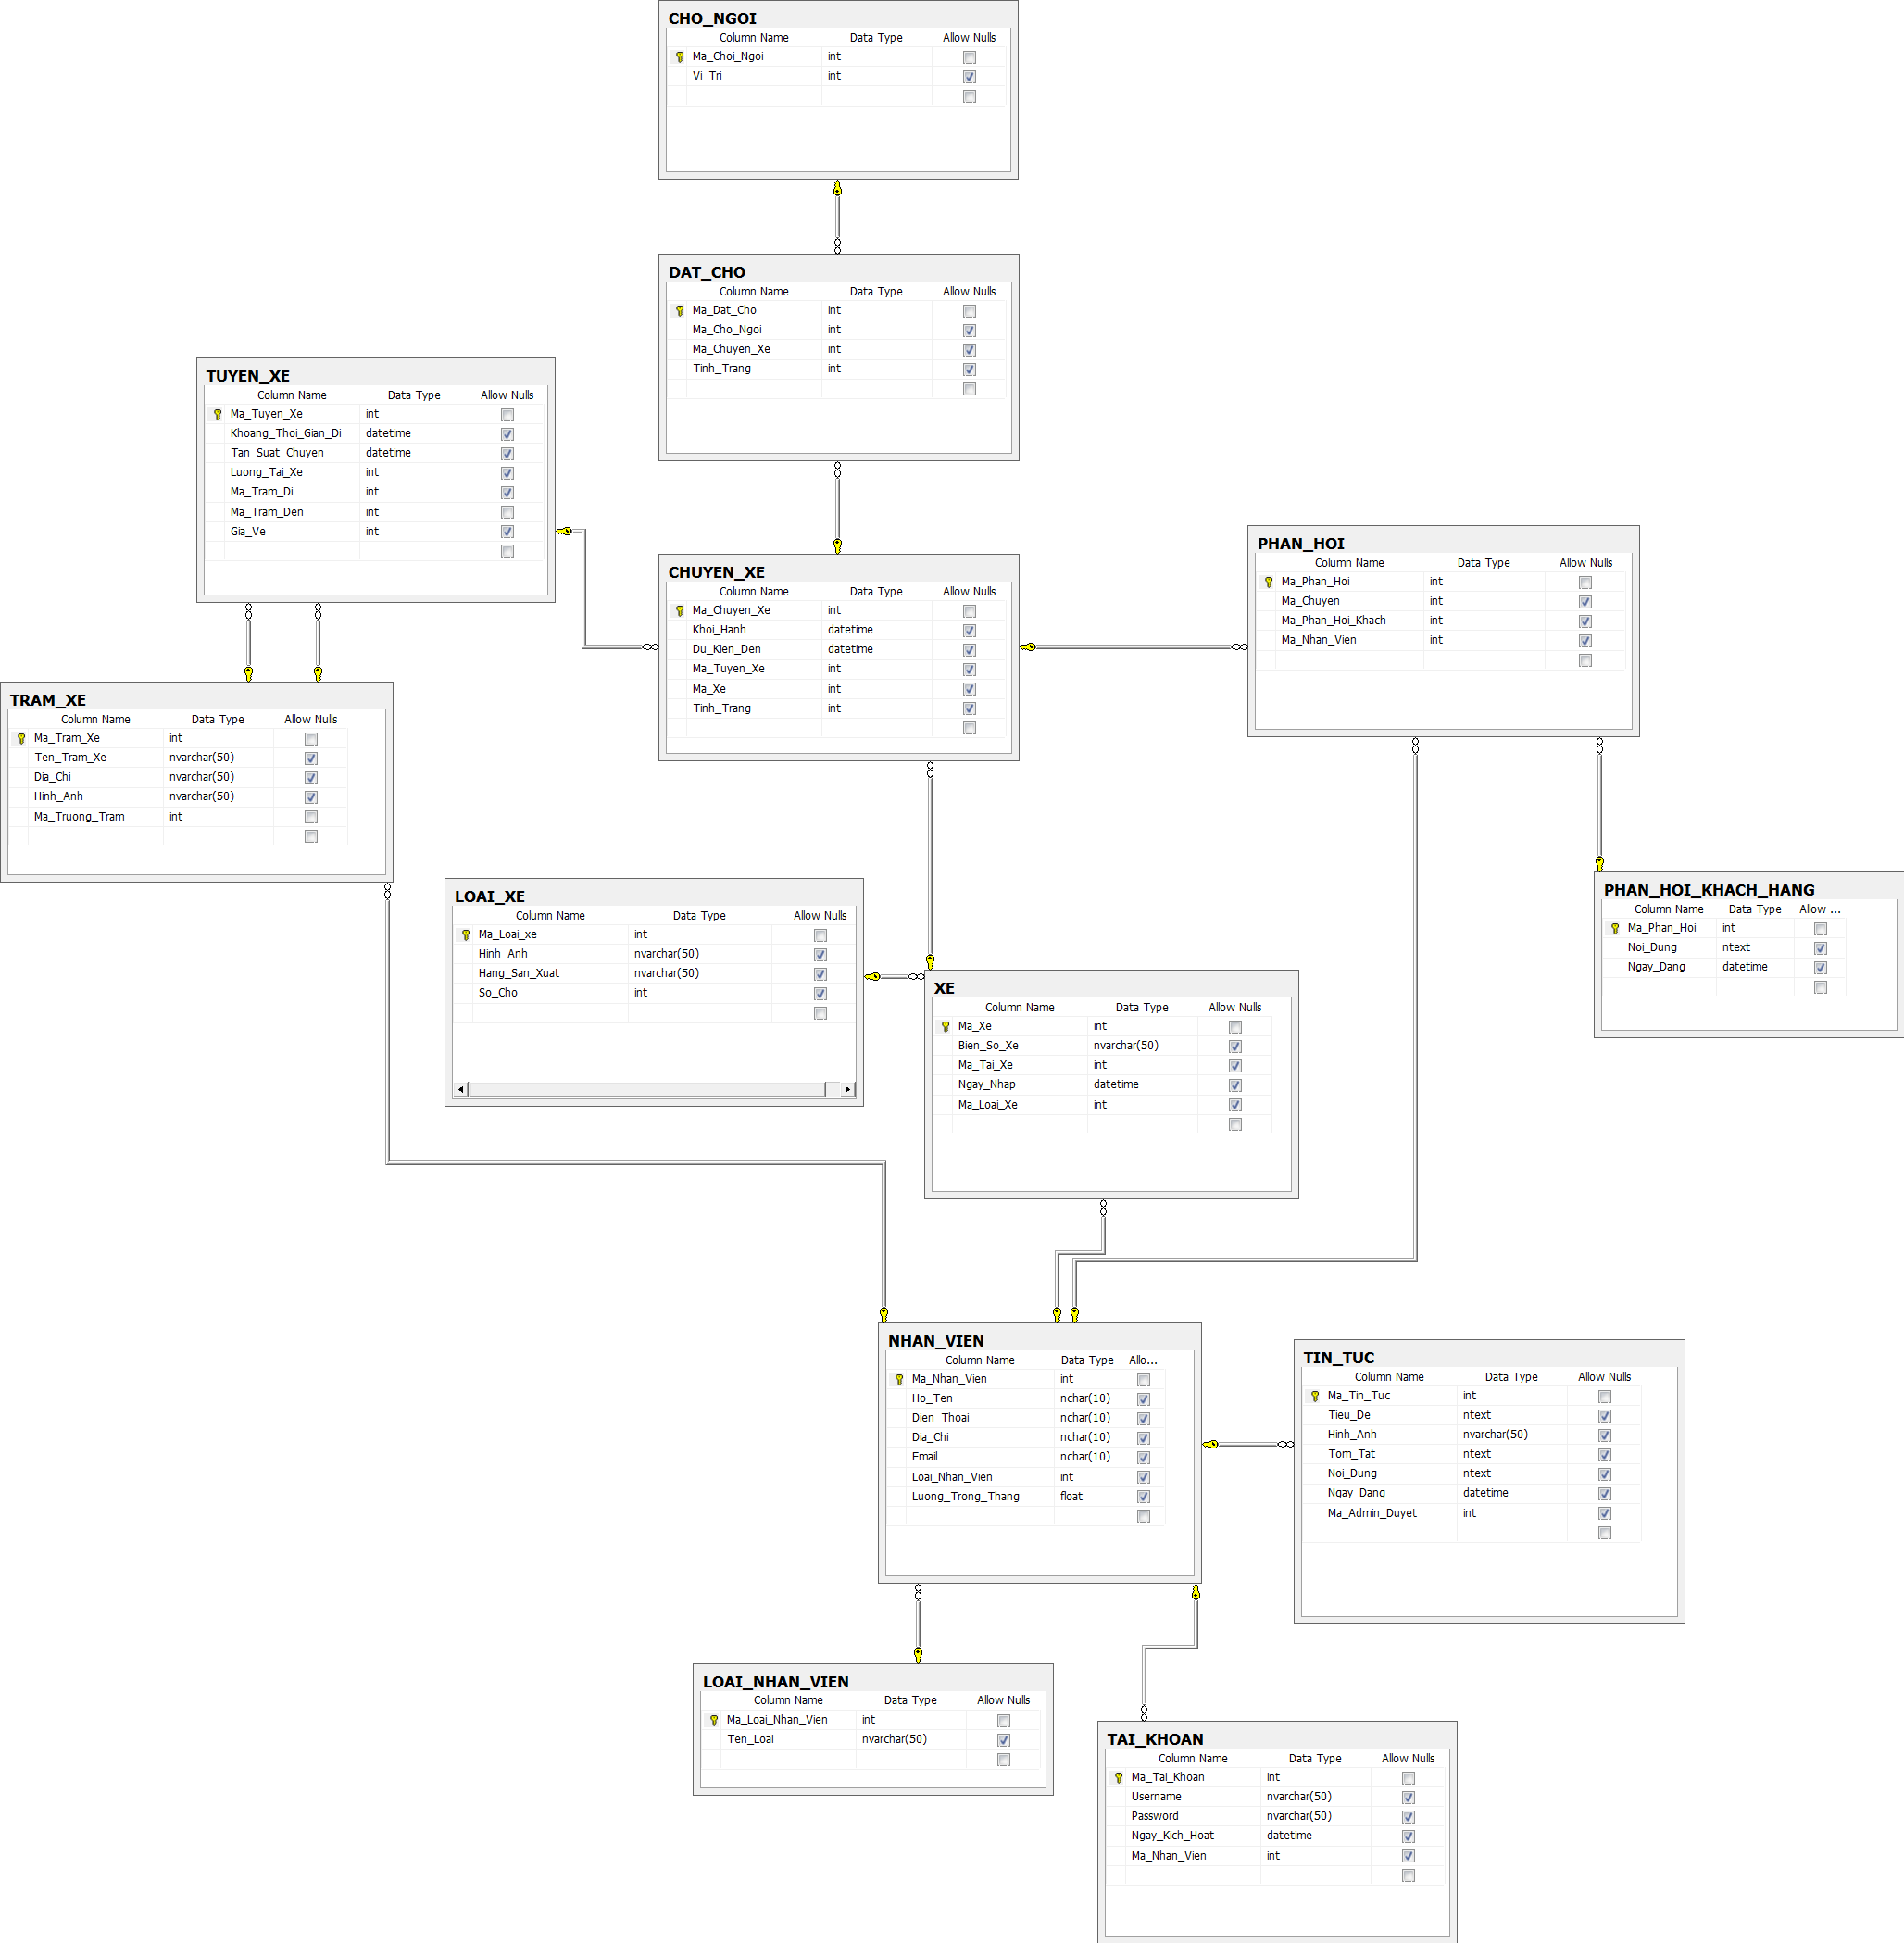 CHO_NGOI
Column Name Data Type Allow Nulls
Ma_Choi_Ngoi int
Vi_Tri int
DAT_CHO
Column Name Data Type Allow Nulls
Ma_Dat_Cho int
Ma_Cho_Ngoi int
Ma_Chuyen_Xe int
Tinh_Trang int
TUYEN_XE
Column Name Data Type Allow Nulls
Ma_Tuyen_Xe int
Khoang_Thoi_Gian_Di datetime
Tan_Suat_Chuyen datetime
Luong_Tai_Xe int
Ma_Tram_Di int
Ma_Tram_Den int
Gia_Ve int
CHUYEN_XE
Column Name Data Type Allow Nulls
Ma_Chuyen_Xe int
Khoi_Hanh datetime
Du_Kien_Den datetime
Ma_Tuyen_Xe int
Ma_Xe int
Tinh_Trang int
PHAN_HOI
Column Name Data Type Allow Nulls
Ma_Phan_Hoi int
Ma_Chuyen int
Ma_Phan_Hoi_Khach int
Ma_Nhan_Vien int
TRAM_XE
Column Name Data Type Allow Nulls
Ma_Tram_Xe int
Ten_Tram_Xe nvarchar(50)
Dia_Chi nvarchar(50)
Hinh_Anh nvarchar(50)
Ma_Truong_Tram int
LOAI_XE
Column Name Data Type Allow Nulls
Ma_Loai_xe int
Hinh_Anh nvarchar(50)
Hang_San_Xuat nvarchar(50)
So_Cho int
PHAN_HOI_KHACH_HANG
Column Name Data Type Allow ...
Ma_Phan_Hoi int
Noi_Dung ntext
Ngay_Dang datetime
XE
Column Name Data Type Allow Nulls
Ma_Xe int
Bien_So_Xe nvarchar(50)
Ma_Tai_Xe int
Ngay_Nhap datetime
Ma_Loai_Xe int
NHAN_VIEN
Column Name Data Type Allo...
Ma_Nhan_Vien int
Ho_Ten nchar(10)
Dien_Thoai nchar(10)
Dia_Chi nchar(10)
Email nchar(10)
Loai_Nhan_Vien int
Luong_Trong_Thang float
TIN_TUC
Column Name Data Type Allow Nulls
Ma_Tin_Tuc int
Tieu_De ntext
Hinh_Anh nvarchar(50)
Tom_Tat ntext
Noi_Dung ntext
Ngay_Dang datetime
Ma_Admin_Duyet int
LOAI_NHAN_VIEN
Column Name Data Type Allow Nulls
Ma_Loai_Nhan_Vien int
Ten_Loai nvarchar(50)
TAI_KHOAN
Column Name Data Type Allow Nulls
Ma_Tai_Khoan int
Username nvarchar(50)
Password nvarchar(50)
Ngay_Kich_Hoat datetime
Ma_Nhan_Vien int